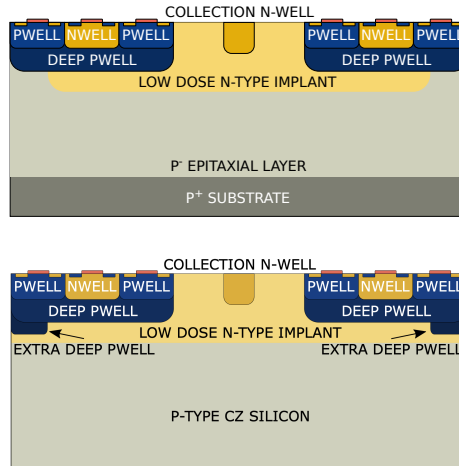 COLLECTION N-WELL
PWELL NWELL PWELL PWELL NWELL PWELL
DEEP PWELL DEEP PWELL
LOW DOSE N-TYPE IMPLANT
P⁻ EPITAXIAL LAYER
P⁺ SUBSTRATE
COLLECTION N-WELL
PWELL NWELL PWELL PWELL NWELL PWELL
DEEP PWELL DEEP PWELL
LOW DOSE N-TYPE IMPLANT
EXTRA DEEP PWELL EXTRA DEEP PWELL
P-TYPE CZ SILICON